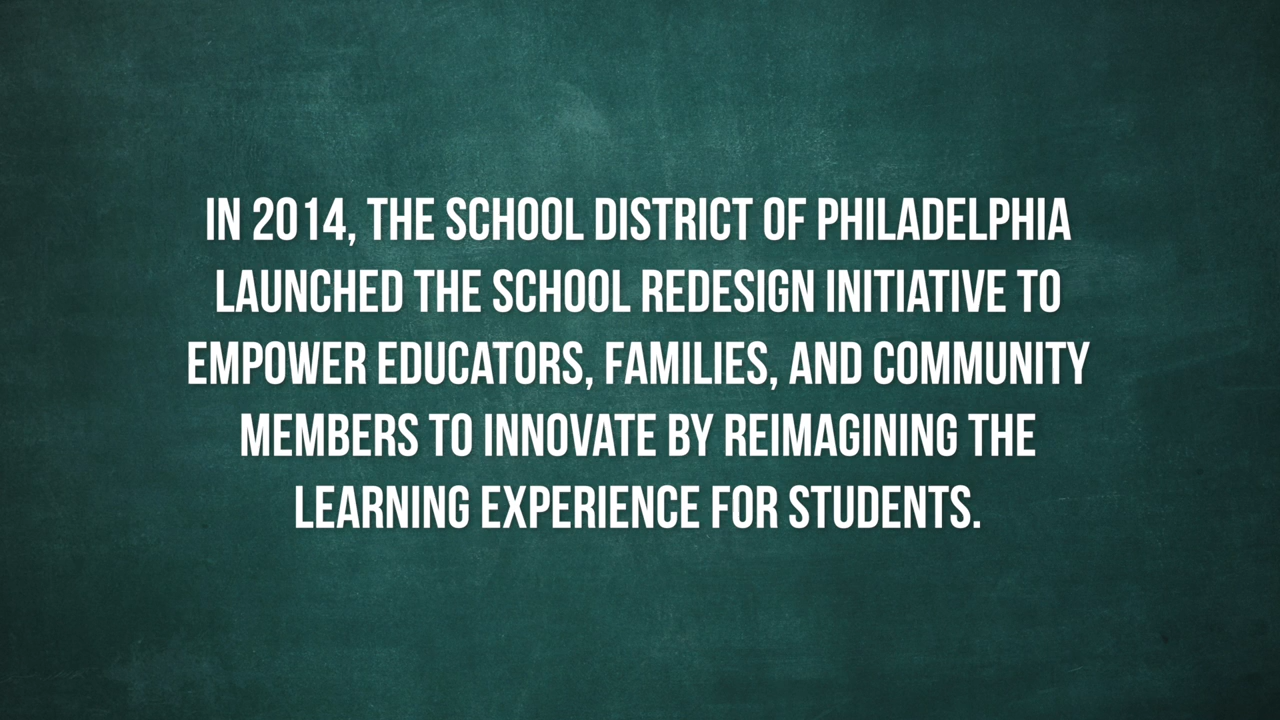 IN 2014, THE SCHOOL DISTRICT OF PHILADELPHIA
LAUNCHED THE SCHOOL REDESIGN INITIATIVE TO
EMPOWER EDUCATORS, FAMILIES, AND COMMUNITY
MEMBERS TO INNOVATE BY REIMAGINING THE
LEARNING EXPERIENCE FOR STUDENTS.